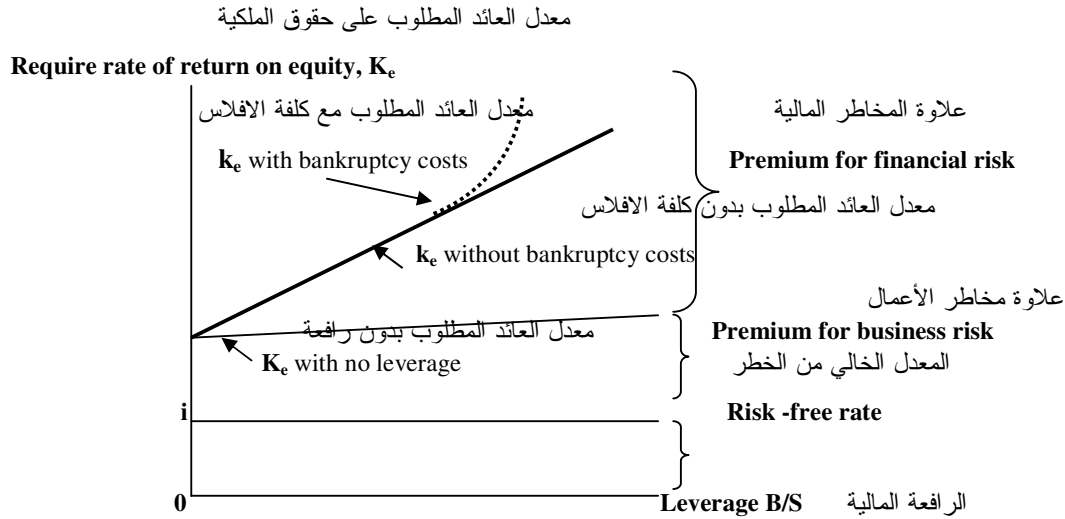 معدل العائد المطلوب على حقوق الملكية
Require rate of return on equity, Ke
معدل العائد المطلوب مع كلفة الافلاس
علاوة المخاطر المالية
ke with bankruptcy costs
Premium for financial risk
معدل العائد المطلوب بدون كلفة الافلاس
ke without bankruptcy costs
علاوة مخاطر الأعمال
معدل العائد المطلوب بدون رافعة
Premium for business risk
Ke with no leverage
المعدل الخالي من الخطر
i
Risk -free rate
0
Leverage B/S
الرافعة المالية